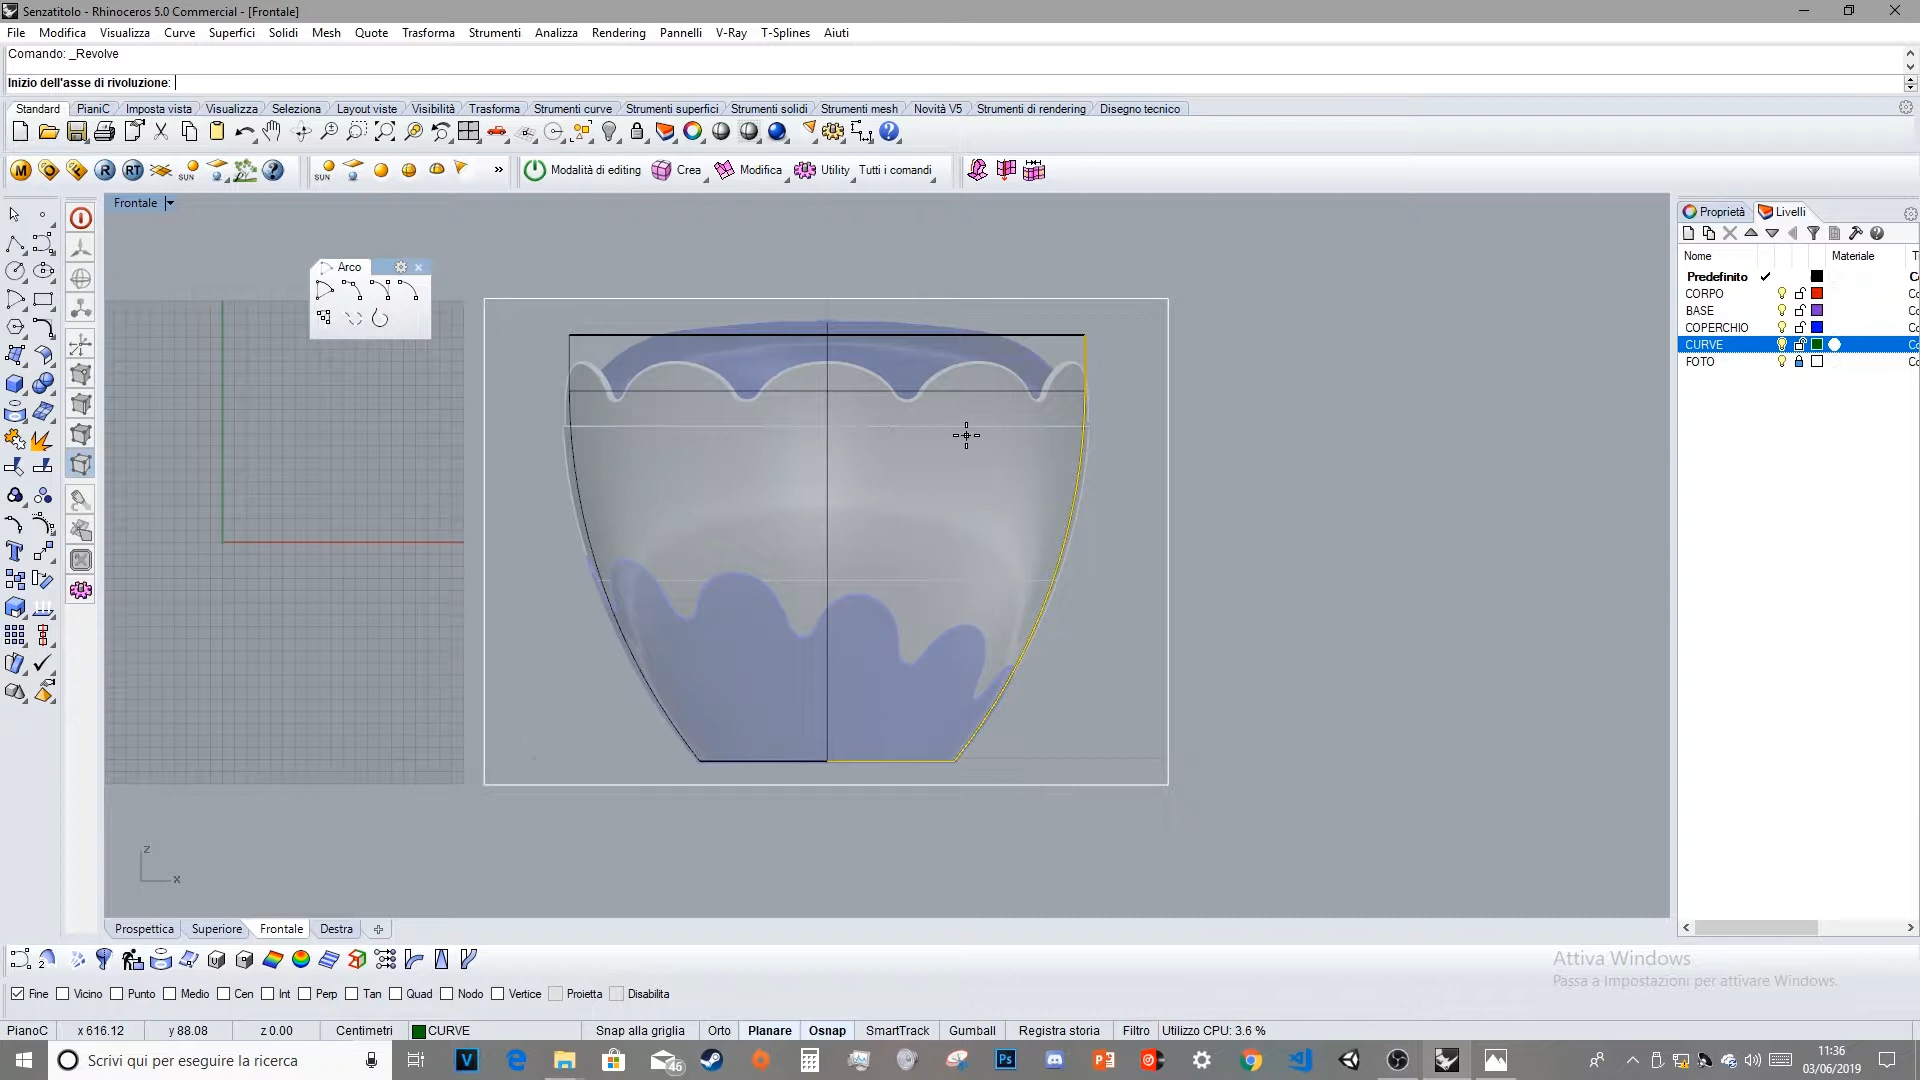 Senzatitolo - Rhinoceros 5.0 Commercial - [Frontale]
File Modifica Visualizza Curve Superfici Solidi Mesh Quote Trasforma Strumenti Analizza Rendering Pannelli V-Ray T-Splines Aiuti
Comando: _Revolve
Inizio dell'asse di rivoluzione:
Standard PianiC Imposta vista Visualizza Seleziona Layout viste Visibilità Trasforma Strumenti curve Strumenti superfici Strumenti solidi Strumenti mesh Novità V5 Strumenti di rendering Disegno tecnico
M R RT SUN SUN » Modalità di editing Crea Modifica Utility Tutti i comandi
Frontale
Proprietà Livelli
Arco
Nome Materiale
Predefinito
CORPO
BASE
COPERCHIO
CURVE
FOTO
z
x
Prospettica Superiore Frontale Destra
Attiva Windows
Passa a Impostazioni per attivare Windows.
Fine Vicino Punto Medio Cen Int Perp Tan Quad Nodo Vertice Proietta Disabilita
PianoC x 616.12 y 88.08 z 0.00 Centimetri CURVE Snap alla griglia Orto Planare Osnap SmartTrack Gumball Registra storia Filtro Utilizzo CPU: 3.6 %
Scrivi qui per eseguire la ricerca 46 Ps 11:36
03/06/2019